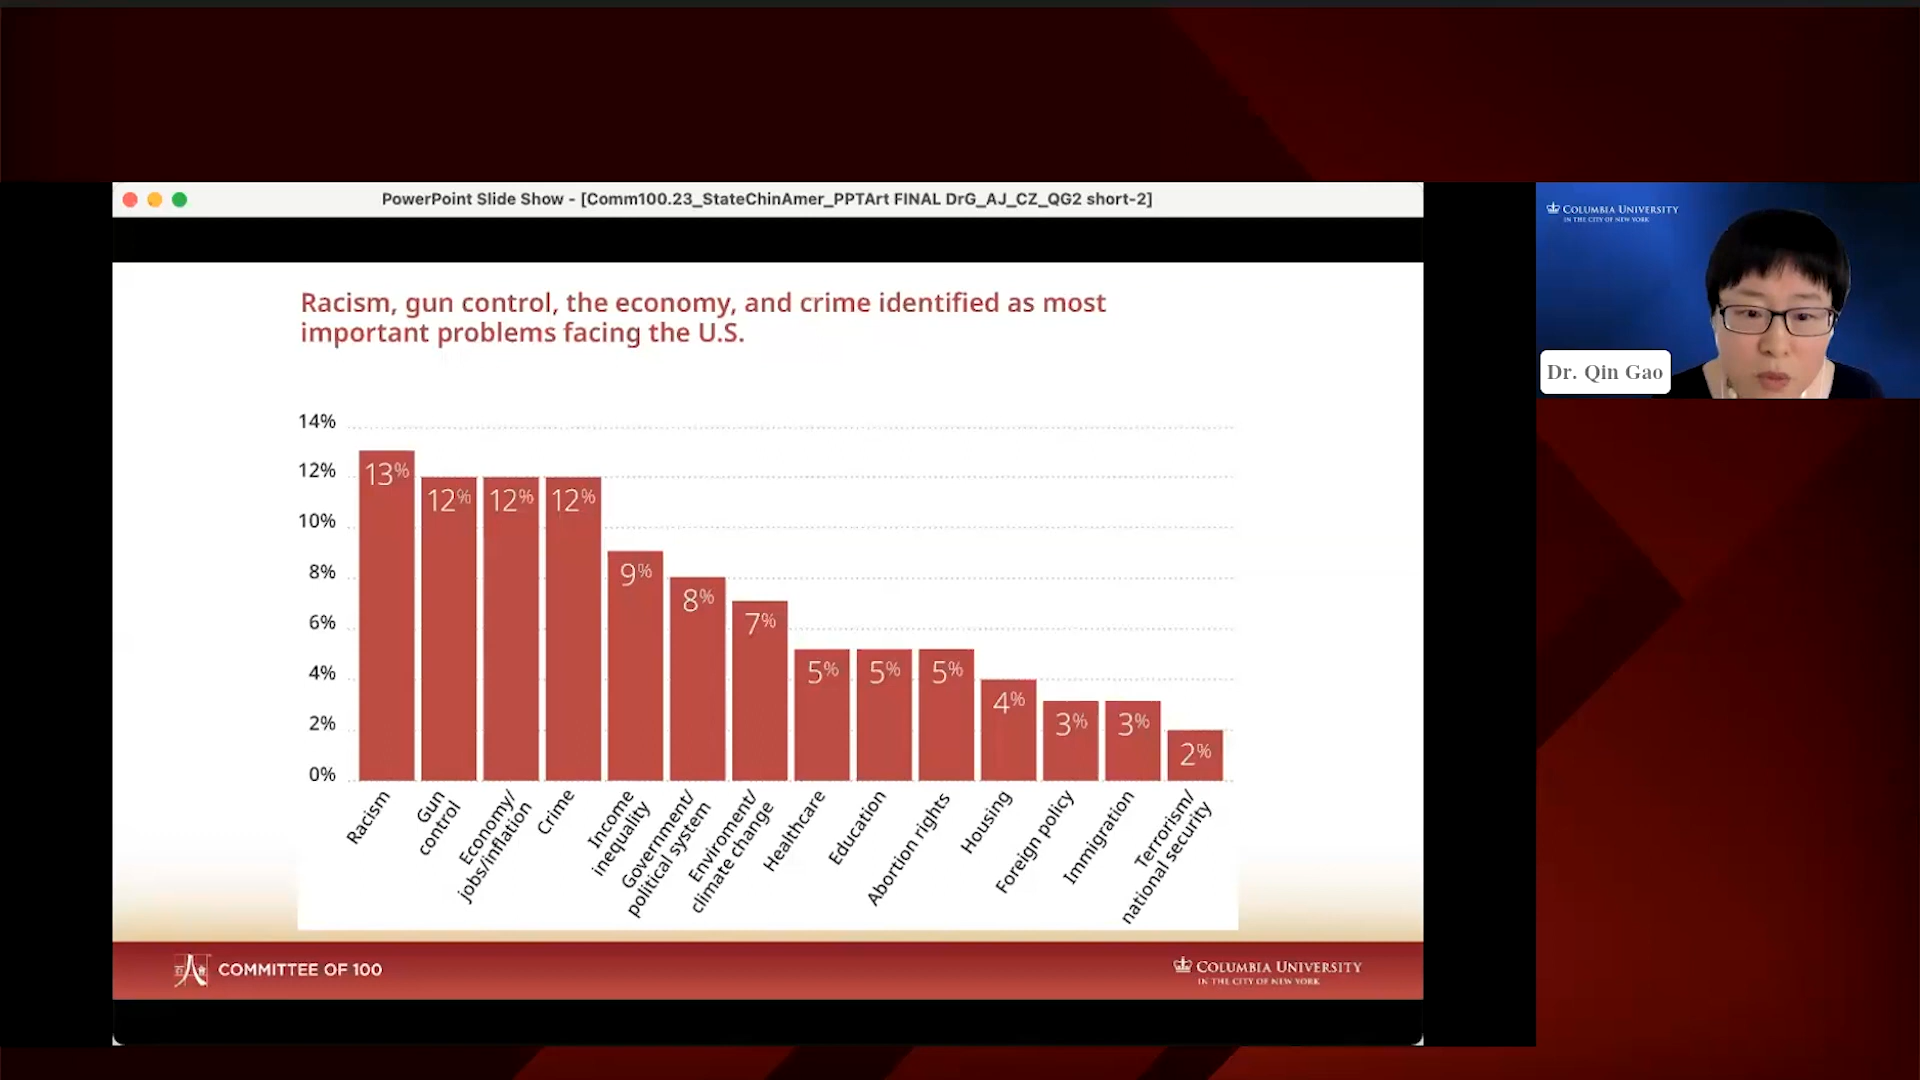 PowerPoint Slide Show - [Comm100.23_StateChinAmer_PPTArt FINAL DrG_AJ_CZ_QG2 short-2]
COLUMBIA UNIVERSITY
IN THE CITY OF NEW YORK
Dr. Qin Gao
Racism, gun control, the economy, and crime identified as most
important problems facing the U.S.
14%
12%
10%
8%
6%
4%
2%
0%
13%
12%
12%
12%
9%
8%
7%
5%
5%
5%
4%
3%
3%
2%
Racism
Gun
control
Economy/
jobs/inflation
Crime
Income
inequality
Government/
political system
Enviroment/
climate change
Healthcare
Education
Abortion rights
Housing
Foreign policy
Immigration
Terrorism/
national security
COMMITTEE OF 100
COLUMBIA UNIVERSITY
IN THE CITY OF NEW YORK